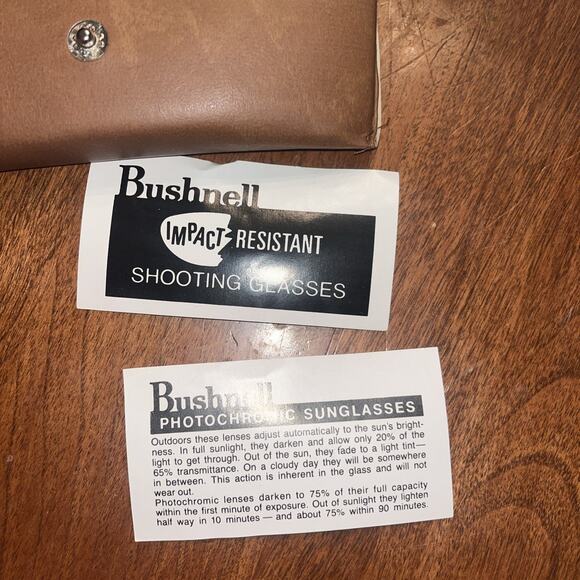 Bushnell
IMPACT RESISTANT
SHOOTING GLASSES
Bushnell
PHOTOCHROMIC SUNGLASSES
Outdoors these lenses adjust automatically to the sun's bright-
ness. In full sunlight, they darken and allow only 20% of the
light to get through. Out of the sun, they fade to a light tint—
65% transmittance. On a cloudy day they will be somewhere
in between. This action is inherent in the glass and will not
wear out.
Photochromic lenses darken to 75% of their full capacity
within the first minute of exposure. Out of sunlight they lighten
half way in 10 minutes — and about 75% within 90 minutes.